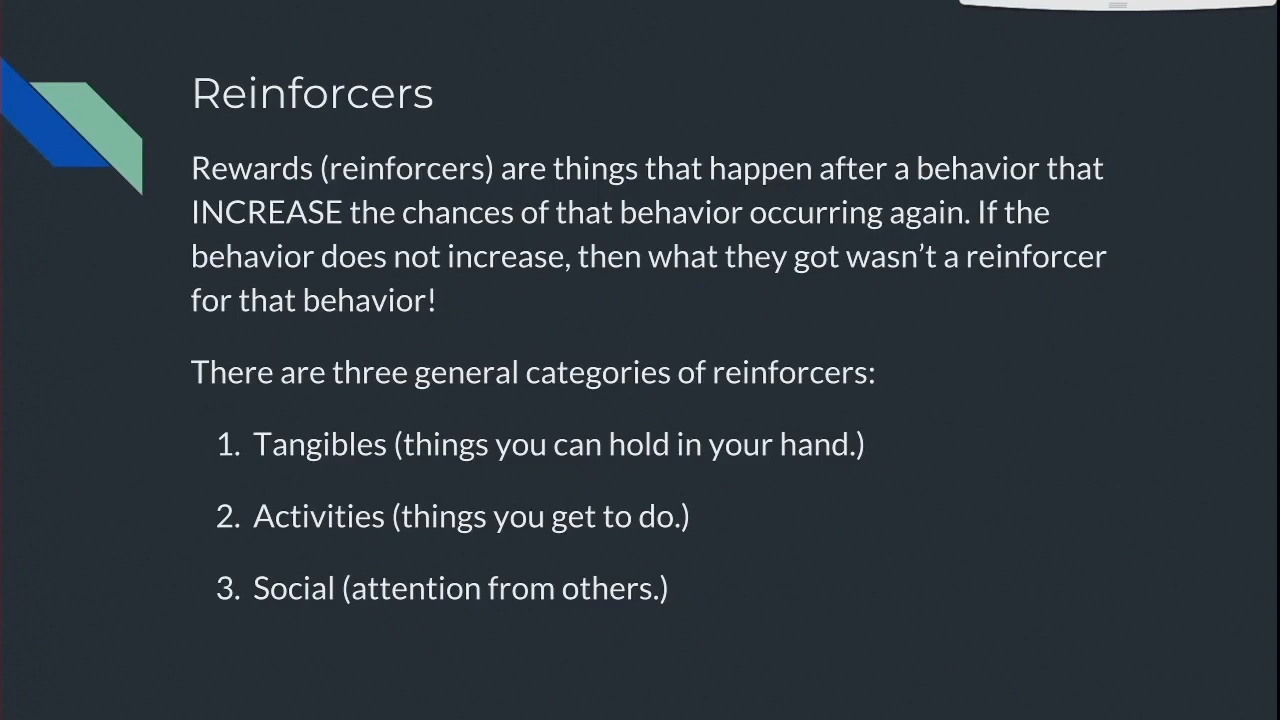 Reinforcers
Rewards (reinforcers) are things that happen after a behavior that
INCREASE the chances of that behavior occurring again. If the
behavior does not increase, then what they got wasn’t a reinforcer
for that behavior!
There are three general categories of reinforcers:
1. Tangibles (things you can hold in your hand.)
2. Activities (things you get to do.)
3. Social (attention from others.)